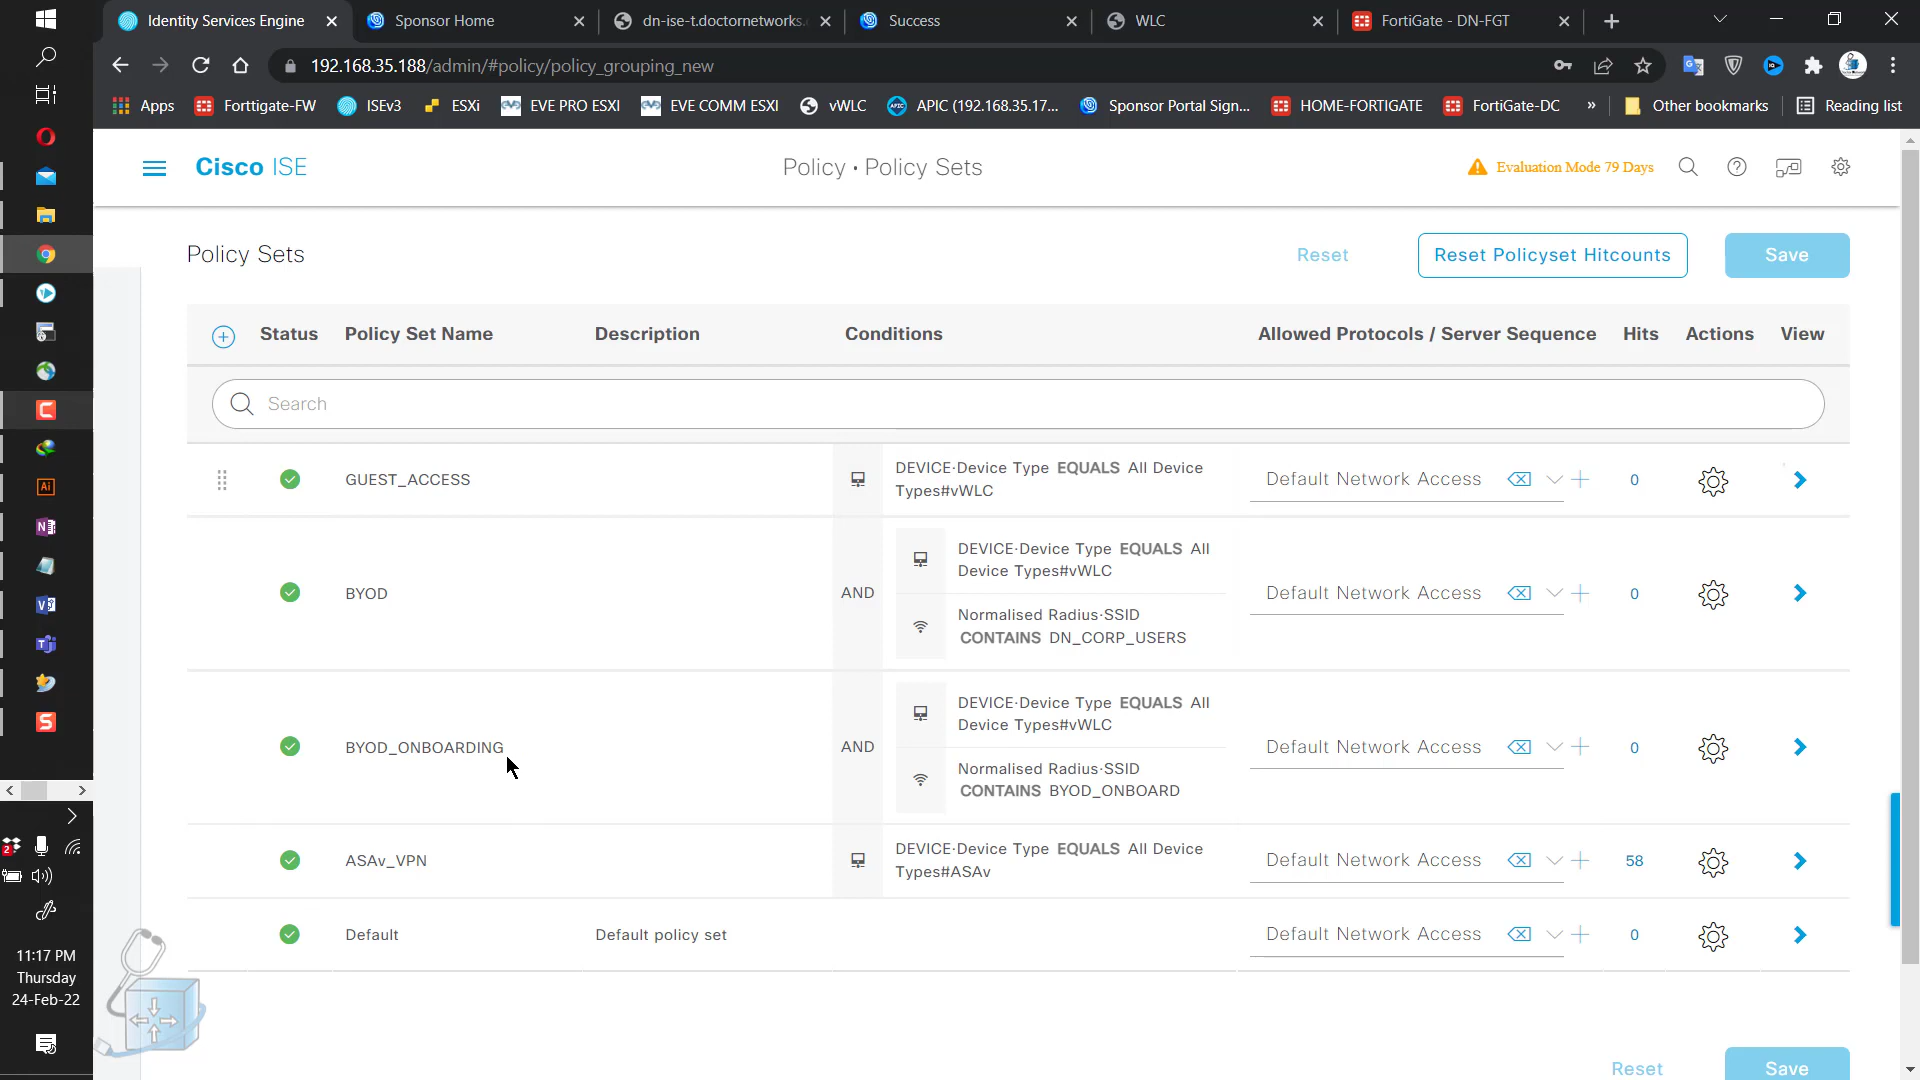 Identity Services Engine
Sponsor Home
dn-ise-t.doctornetworks.
Success
WLC
FortiGate - DN-FGT
192.168.35.188/admin/#policy/policy_grouping_new
Apps
Forttigate-FW
ISEv3
ESXi
EVE PRO ESXI
EVE COMM ESXI
vWLC
APIC (192.168.35.17...
Sponsor Portal Sign...
HOME-FORTIGATE
FortiGate-DC
»
Other bookmarks
Reading list
Cisco ISE
Policy · Policy Sets
Evaluation Mode 79 Days
Policy Sets
Reset
Reset Policyset Hitcounts
Save
Status
Policy Set Name
Description
Conditions
Allowed Protocols / Server Sequence
Hits
Actions
View
Search
GUEST_ACCESS
DEVICE·Device Type EQUALS All Device
Types#vWLC
Default Network Access
0
BYOD
AND
DEVICE·Device Type EQUALS All
Device Types#vWLC
Normalised Radius·SSID
CONTAINS DN_CORP_USERS
Default Network Access
0
BYOD_ONBOARDING
AND
DEVICE·Device Type EQUALS All
Device Types#vWLC
Normalised Radius·SSID
CONTAINS BYOD_ONBOARD
Default Network Access
0
ASAv_VPN
DEVICE·Device Type EQUALS All Device
Types#ASAv
Default Network Access
58
Default
Default policy set
Default Network Access
0
Reset
Save
2
11:17 PM
Thursday
24-Feb-22